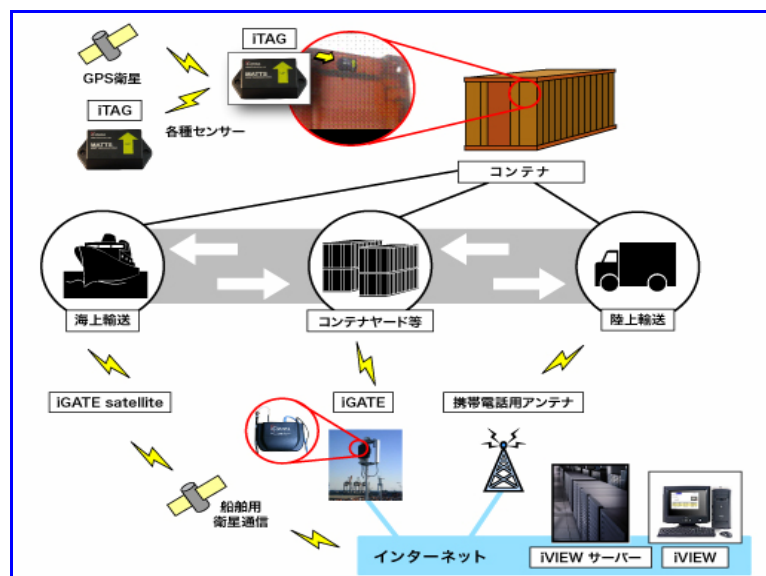 iTAG
GPS衛星
iTAG
各種センサー
MATTS
MATTS
コンテナ
海上輸送
コンテナヤード等
陸上輸送
iGATE satellite
iGATE
携帯電話用アンテナ
船舶用
衛星通信
インターネット
iVIEW サーバー
iVIEW